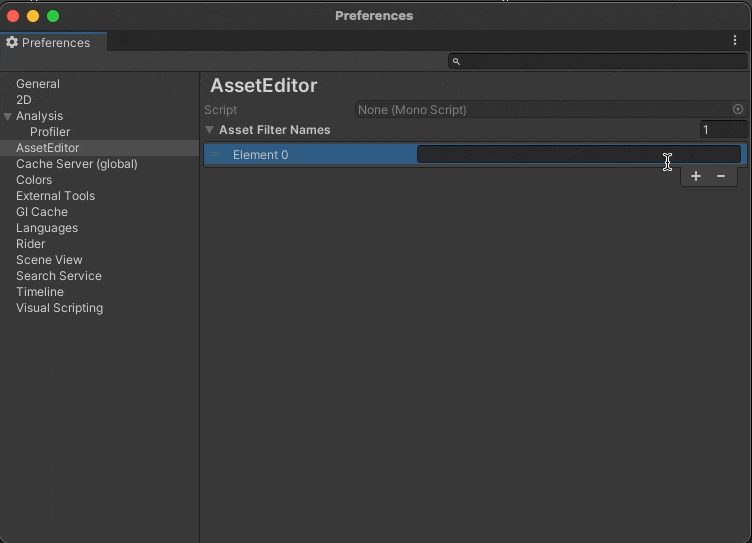 Preferences
Preferences
General
2D
Analysis
Profiler
AssetEditor
Cache Server (global)
Colors
External Tools
GI Cache
Languages
Rider
Scene View
Search Service
Timeline
Visual Scripting
AssetEditor
Script None (Mono Script)
Asset Filter Names 1
Element 0
+ −